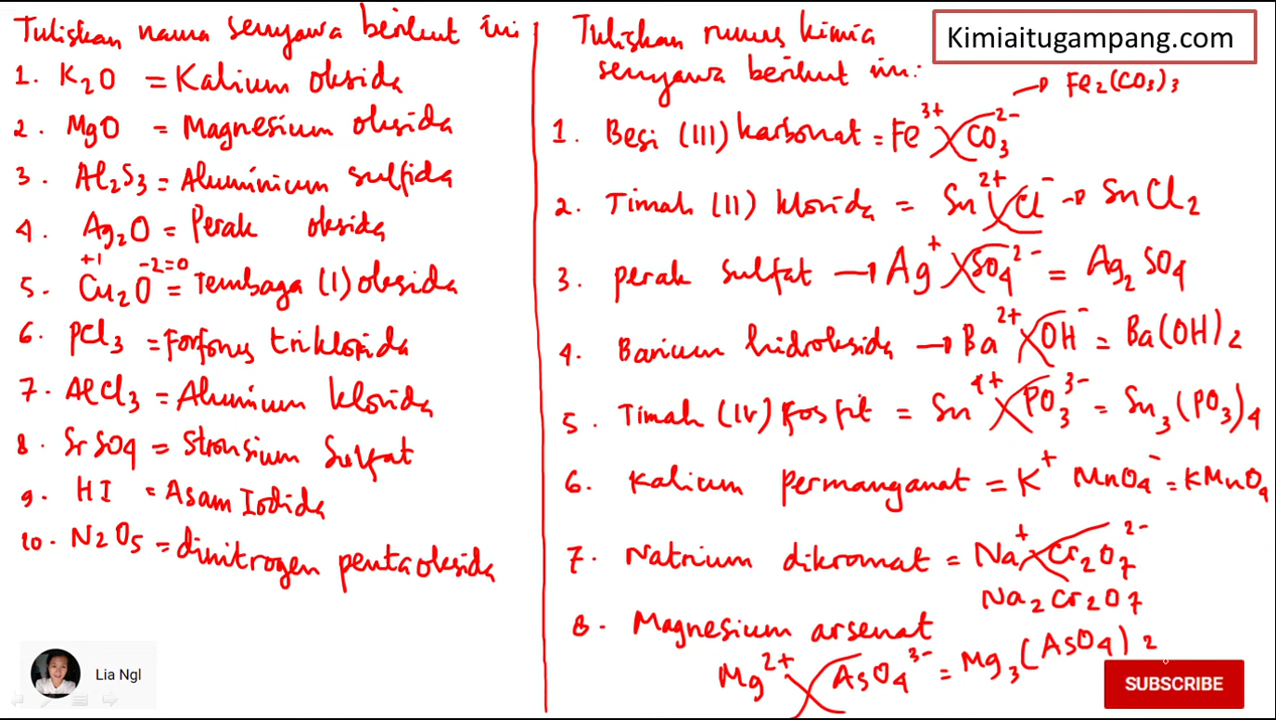 Tuliskan nama senyawa berikut ini
1. K2O = Kalium oksida
2. MgO = Magnesium oksida
3. Al2S3 = Aluminium sulfida
4. Ag2O = Perak oksida
+1 -2=0
5. Cu2O = Tembaga (I) oksida
6. PCl3 = Forforus triklorida
7. AlCl3 = Aluminium klorida
8. SrSO4 = Stronsium Sulfat
9. HI = Asam Iodida
10. N2O5 = dinitrogen pentaoksida
Tuliskan rumus kimia
senyawa berikut ini:
Kimiaitugampang.com
→ Fe2(CO3)3
1. Besi (III) karbonat = Fe3+ CO3 2-
2. Timah (II) klorida = Sn2+ Cl- → SnCl2
3. perak sulfat → Ag+ SO4 2- = Ag2SO4
4. Barium hidroksida → Ba2+ OH- = Ba(OH)2
5. Timah (IV) fosfit = Sn4+ PO3 3- = Sn3(PO3)4
6. Kalium permanganat = K+ MnO4- = KMnO4
7. Natrium dikromat = Na+ Cr2O7 2-
Na2Cr2O7
8. Magnesium arsenat
Mg2+ AsO4 3- = Mg3(AsO4)2
Lia Ngl
SUBSCRIBE